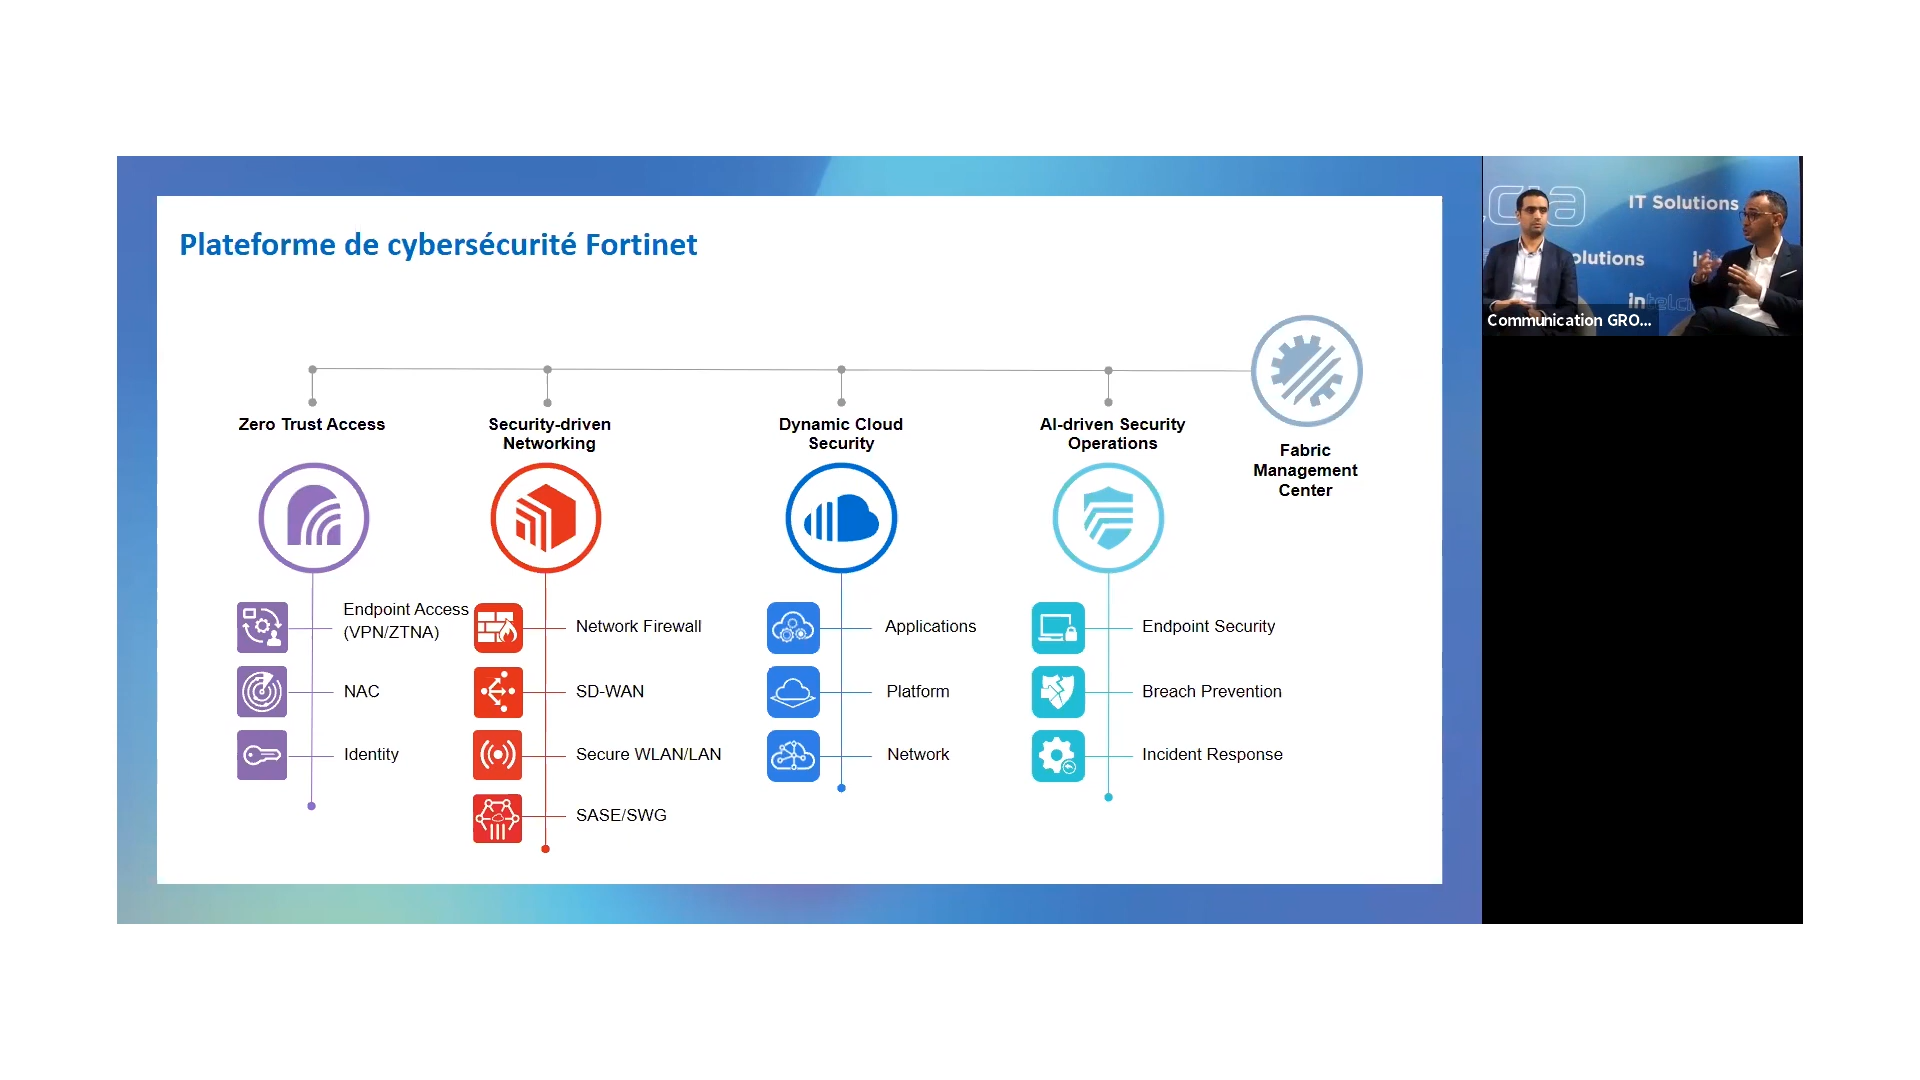 Plateforme de cybersécurité Fortinet
Zero Trust Access
Security-driven
Networking
Dynamic Cloud
Security
AI-driven Security
Operations
Fabric
Management
Center
Endpoint Access
(VPN/ZTNA)
NAC
Identity
Network Firewall
SD-WAN
Secure WLAN/LAN
SASE/SWG
Applications
Platform
Network
Endpoint Security
Breach Prevention
Incident Response
IT Solutions
olutions
Communication GRO...